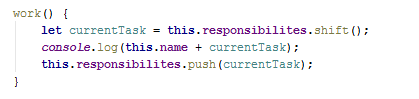 work() {
let currentTask = this.responsibilites.shift();
console.log(this.name + currentTask);
this.responsibilites.push(currentTask);
}